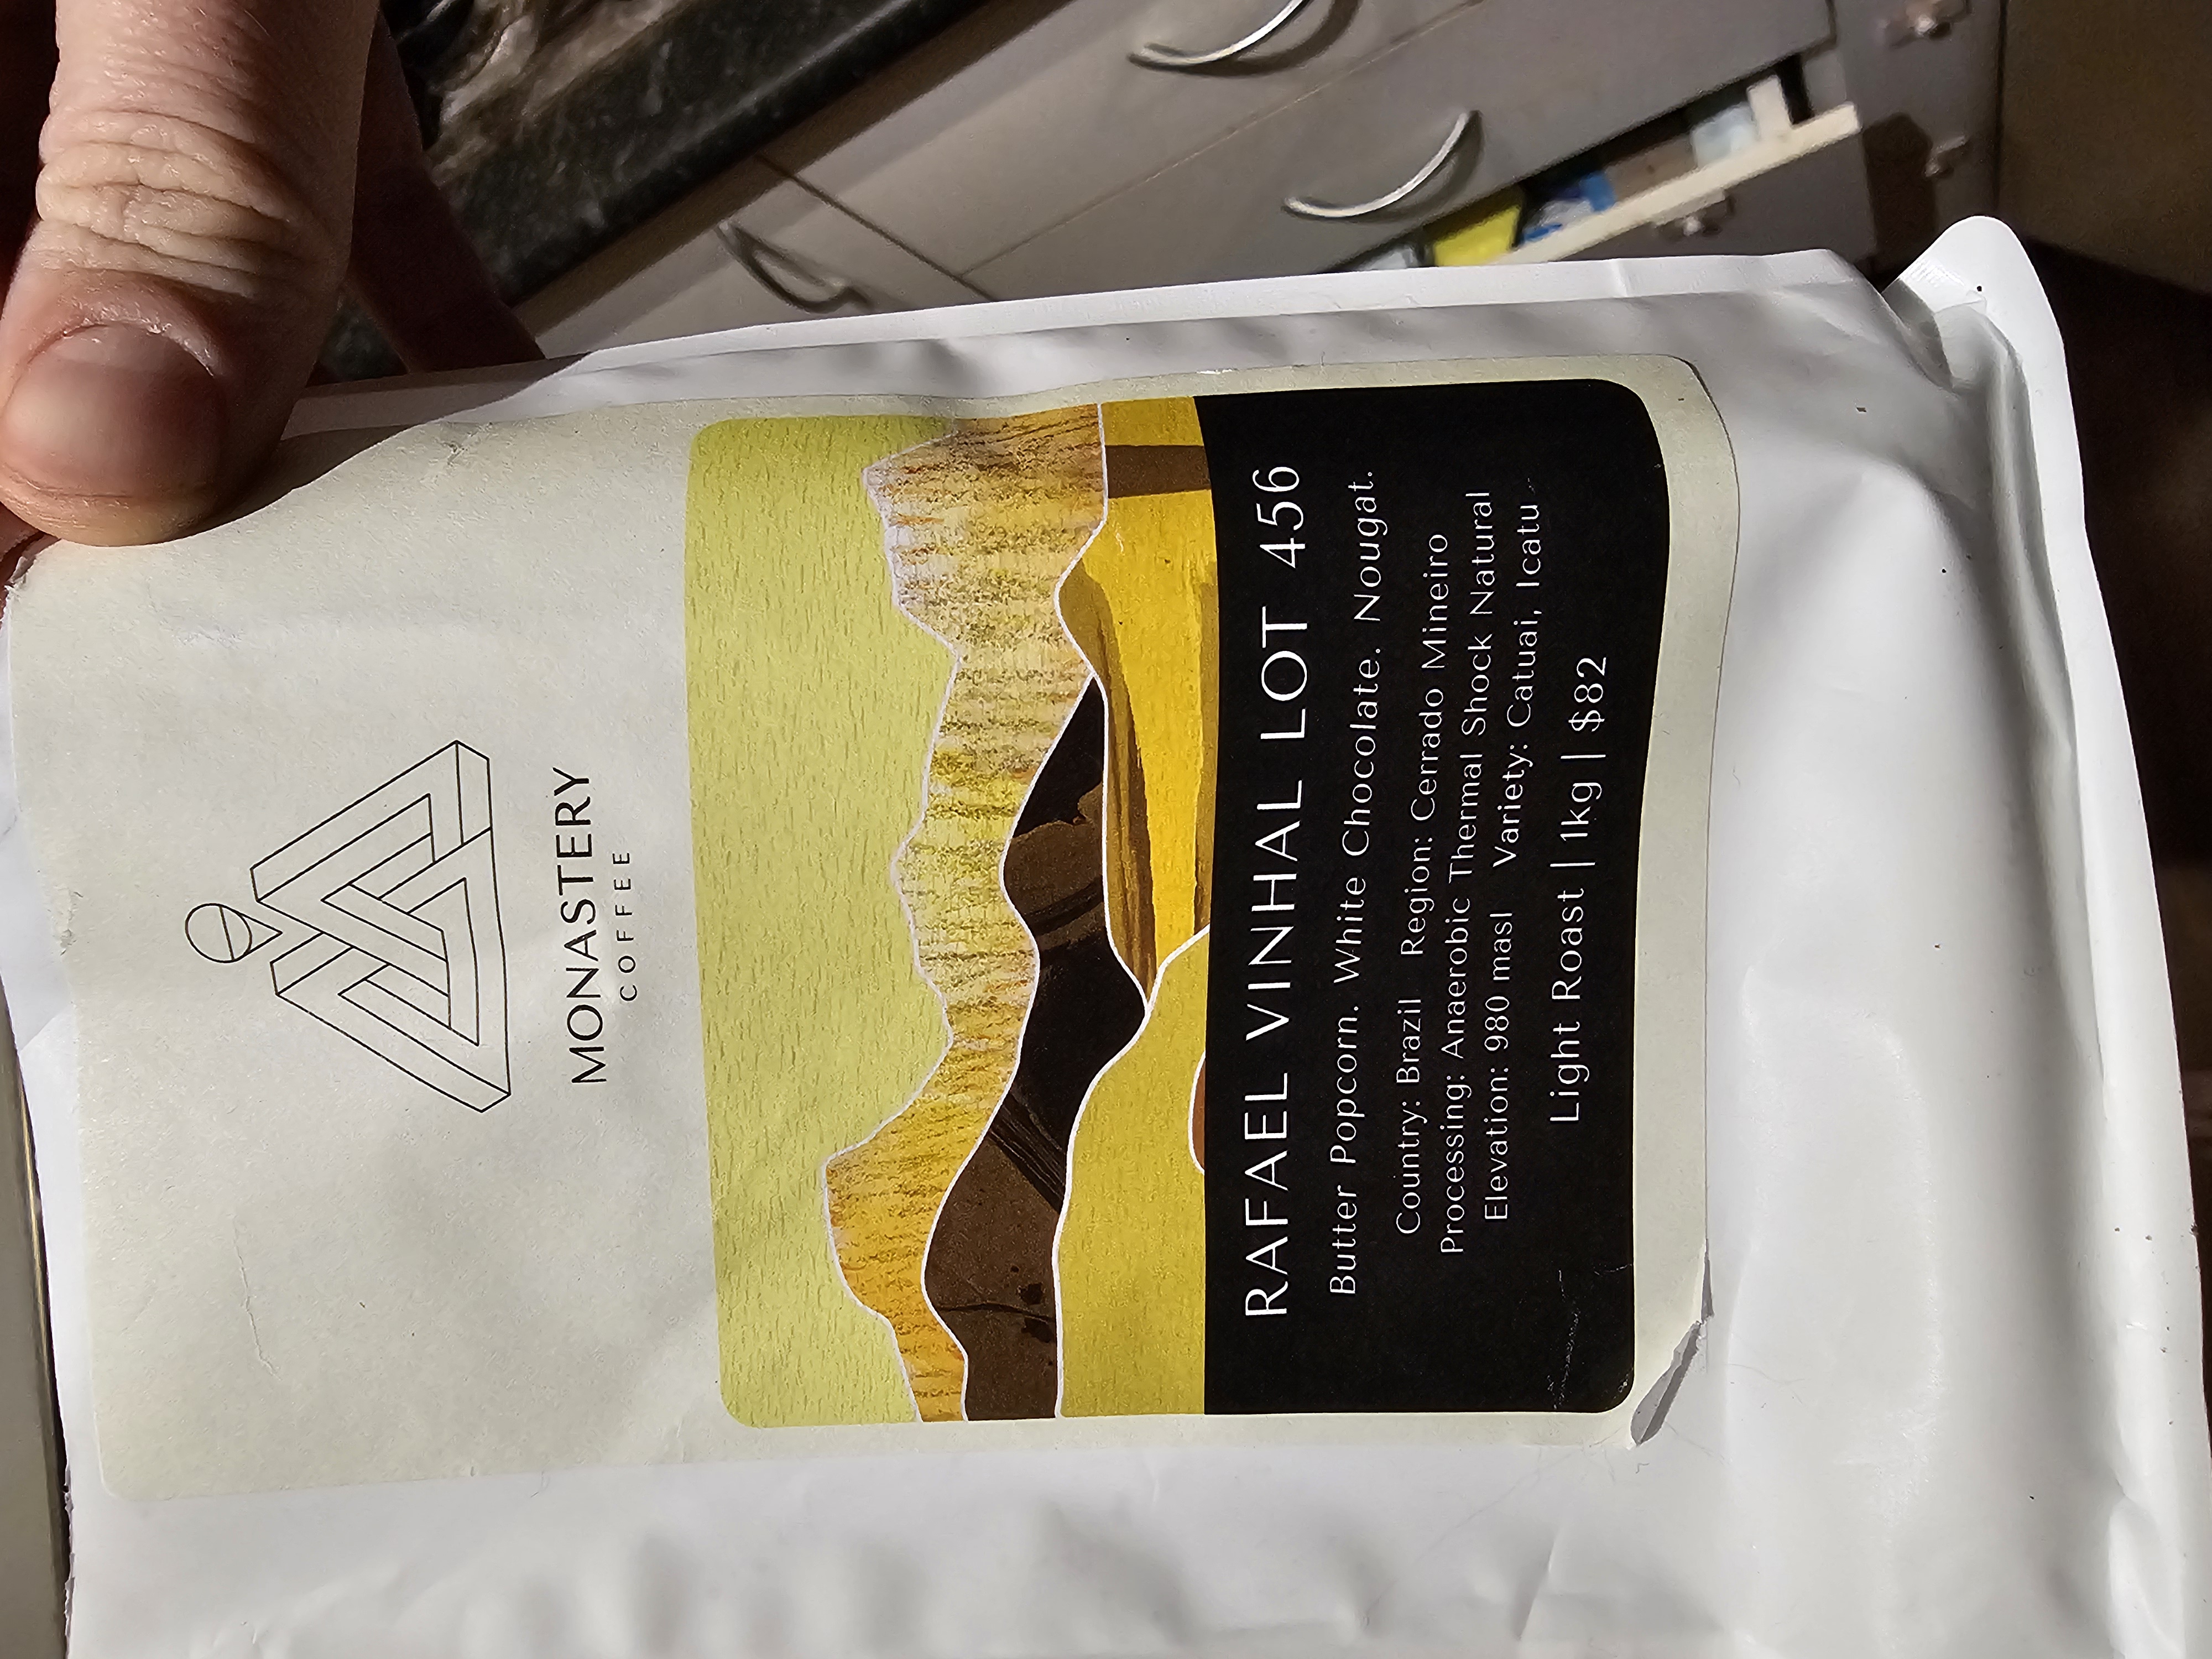 MONASTERY
COFFEE
RAFAEL VINHAL LOT 456
Butter Popcorn. White Chocolate. Nougat.
Country: Brazil Region: Cerrado Mineiro
Processing: Anaerobic Thermal Shock Natural
Elevation: 980 masl Variety: Catuai, Icatu
Light Roast | 1kg | $82